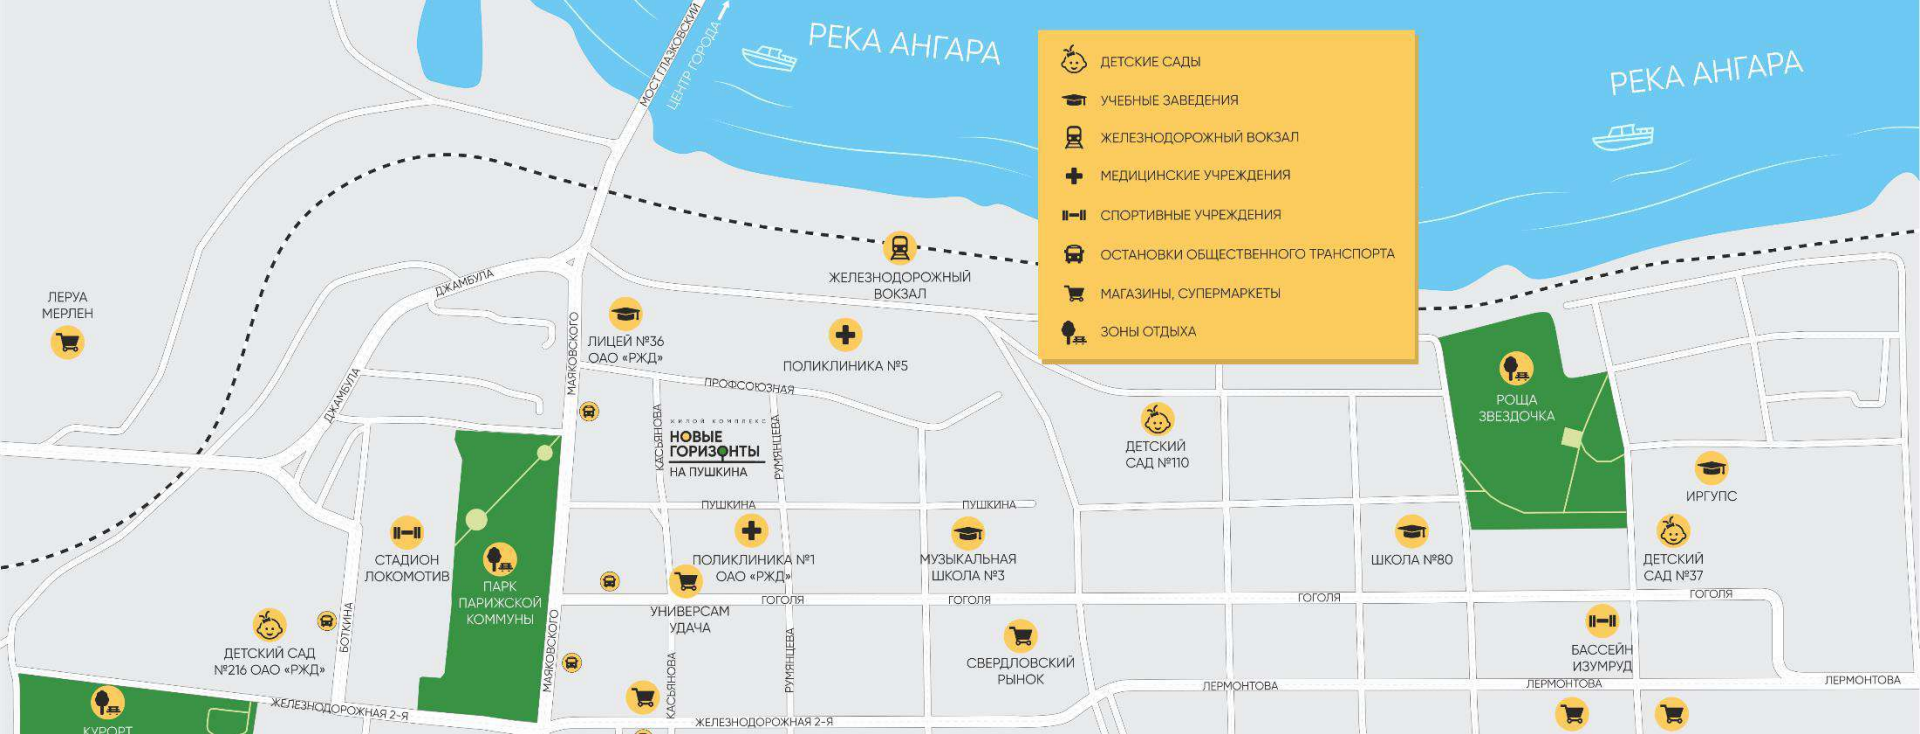 МОСТ ГЛАЗКОВСКИЙ
ЦЕНТР ГОРОДА
РЕКА АНГАРА
РЕКА АНГАРА
ДЕТСКИЕ САДЫ
УЧЕБНЫЕ ЗАВЕДЕНИЯ
ЖЕЛЕЗНОДОРОЖНЫЙ ВОКЗАЛ
МЕДИЦИНСКИЕ УЧРЕЖДЕНИЯ
СПОРТИВНЫЕ УЧРЕЖДЕНИЯ
ОСТАНОВКИ ОБЩЕСТВЕННОГО ТРАНСПОРТА
МАГАЗИНЫ, СУПЕРМАРКЕТЫ
ЗОНЫ ОТДЫХА
ЛЕРУА
МЕРЛЕН
ДЖАМБУЛА
ДЖАМБУЛА
МАЯКОВСКОГО
ЛИЦЕЙ №36
ОАО «РЖД»
ЖЕЛЕЗНОДОРОЖНЫЙ
ВОКЗАЛ
ПОЛИКЛИНИКА №5
ПРОФСОЮЗНАЯ
КАСЬЯНОВА
ЖИЛОЙ КОМПЛЕКС
НОВЫЕ
ГОРИЗОНТЫ
НА ПУШКИНА
РУМЯНЦЕВА
ДЕТСКИЙ
САД №110
РОЩА
ЗВЕЗДОЧКА
ИРГУПС
ПУШКИНА
ПУШКИНА
СТАДИОН
ЛОКОМОТИВ
ПАРК
ПАРИЖСКОЙ
КОММУНЫ
ПОЛИКЛИНИКА №1
ОАО «РЖД»
МУЗЫКАЛЬНАЯ
ШКОЛА №3
ШКОЛА №80
ДЕТСКИЙ
САД №37
ГОГОЛЯ
ГОГОЛЯ
ГОГОЛЯ
ГОГОЛЯ
УНИВЕРСАМ
УДАЧА
БОТКИНА
МАЯКОВСКОГО
КАСЬЯНОВА
РУМЯНЦЕВА
ДЕТСКИЙ САД
№216 ОАО «РЖД»
СВЕРДЛОВСКИЙ
РЫНОК
БАССЕЙН
ИЗУМРУД
ЛЕРМОНТОВА
ЛЕРМОНТОВА
ЛЕРМОНТОВА
ЖЕЛЕЗНОДОРОЖНАЯ 2-Я
ЖЕЛЕЗНОДОРОЖНАЯ 2-Я
КУРОРТ